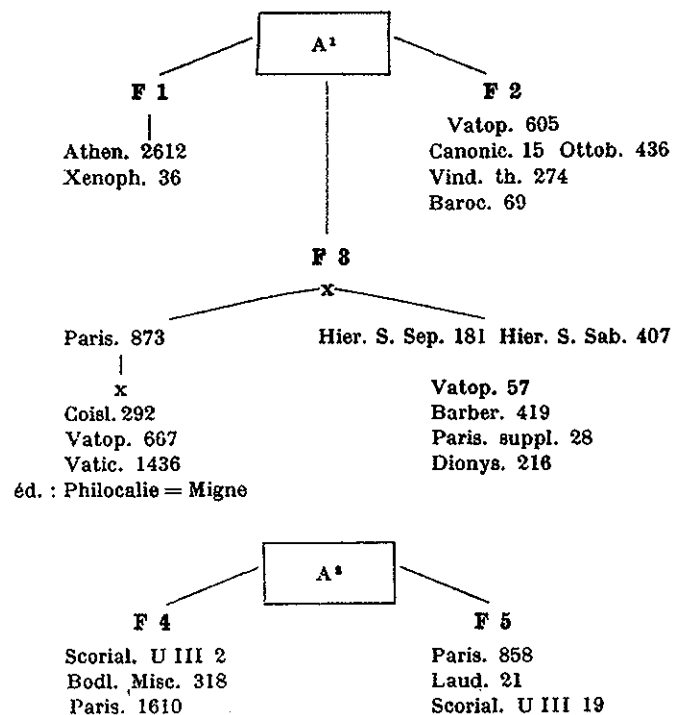 A¹
F 1 F 2
Athen. 2612
Xenoph. 36
Vatop. 605
Canonic. 15 Ottob. 436
Vind. th. 274
Baroc. 69
F 3
x
Paris. 873
x
Coisl. 292
Vatop. 667
Vatic. 1436
éd. : Philocalie = Migne
Hier. S. Sep. 181 Hier. S. Sab. 407
Vatop. 57
Barber. 419
Paris. suppl. 28
Dionys. 216
A²
F 4 F 5
Scorial. U III 2
Bodl. Misc. 318
Paris. 1610
Paris. 858
Laud. 21
Scorial. U III 19